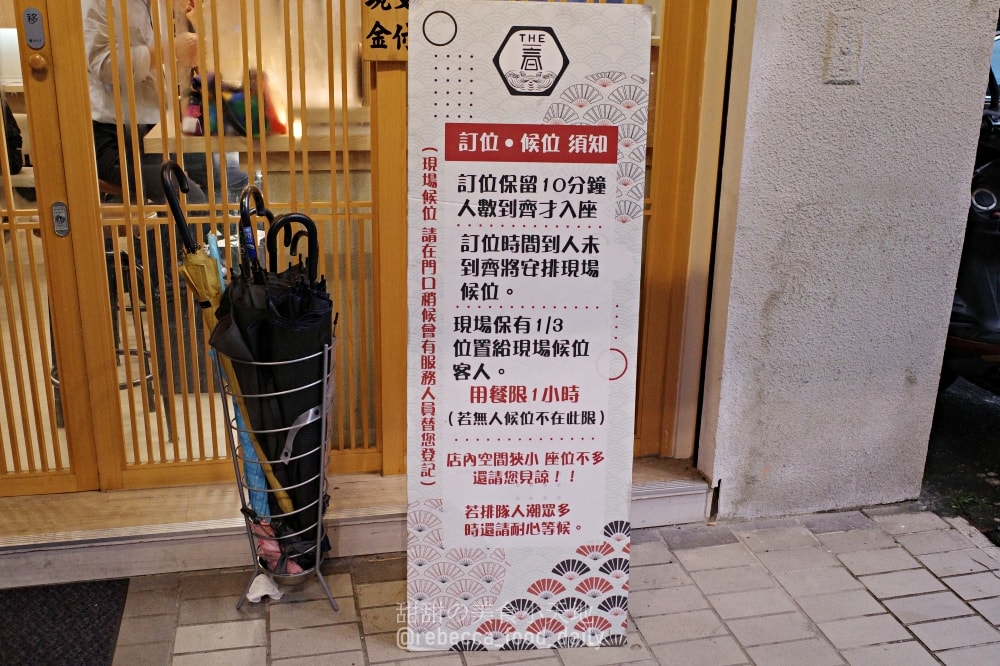 移
金付
THE
春
訂位•候位 須知
(現場候位 請在門口稍候會有服務人員替您登記)
訂位保留10分鐘
人數到齊才入座
訂位時間到人未
到齊將安排現場
候位。
現場保有1/3
位置給現場候位
客人。
用餐限1小時
(若無人候位不在此限)
店內空間狹小 座位不多
還請您見諒!!
若排隊人潮眾多
時還請耐心等候。
@rebecca_food_daily